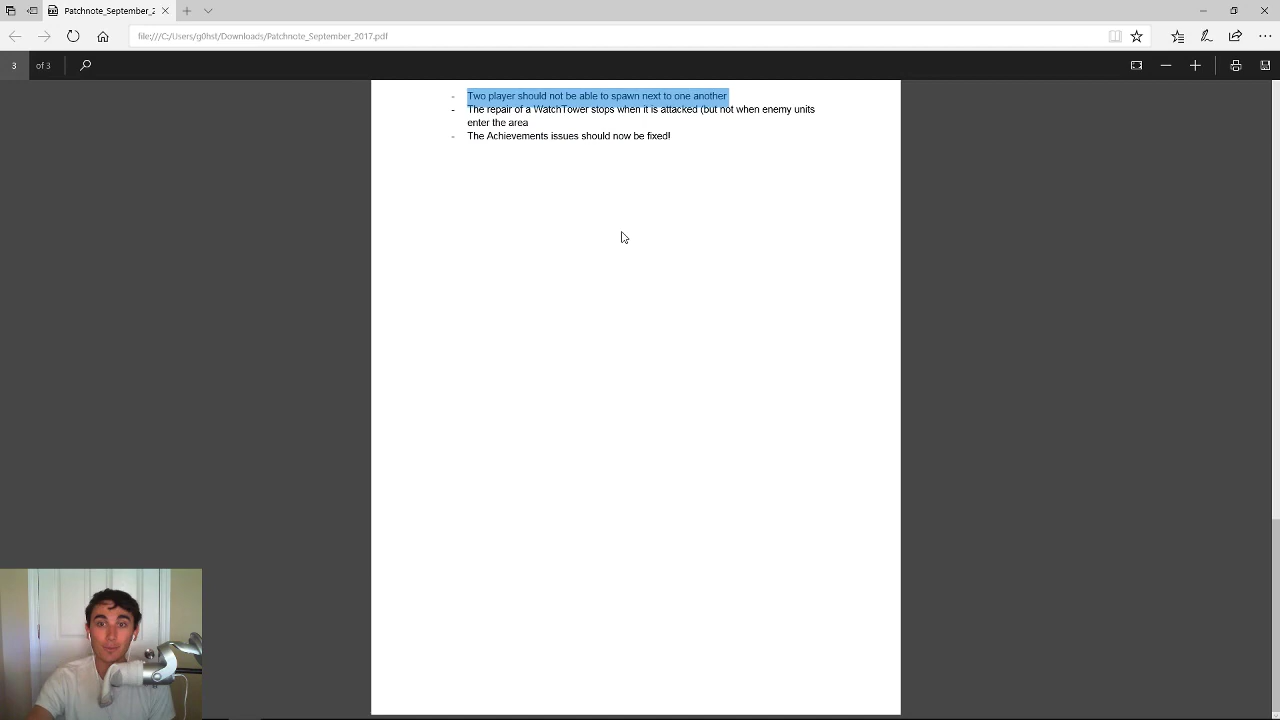 Patchnote_September_2
file:///C:/Users/g0hst/Downloads/Patchnote_September_2017.pdf
3 of 3
- Two player should not be able to spawn next to one another
- The repair of a WatchTower stops when it is attacked (but not when enemy units
enter the area
- The Achievements issues should now be fixed!